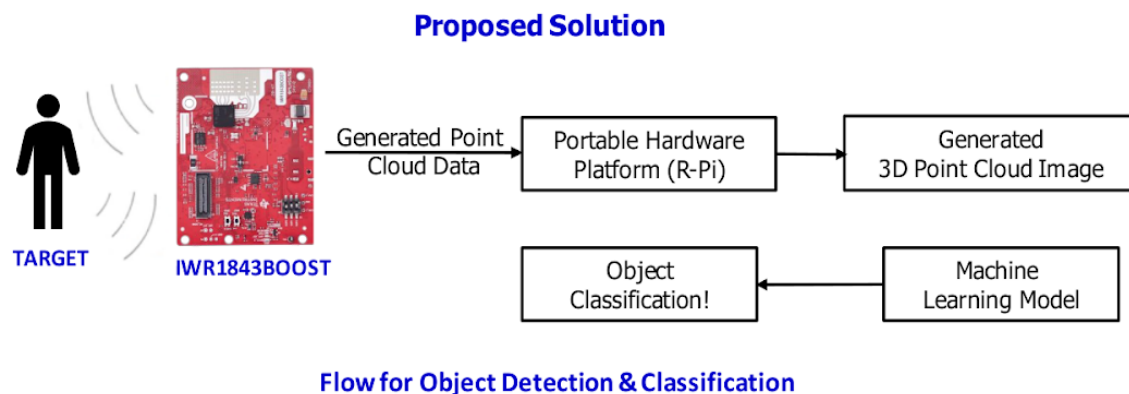 Proposed Solution
Generated Point
Cloud Data
Portable Hardware
Platform (R-Pi)
Generated
3D Point Cloud Image
TARGET
IWR1843BOOST
Object
Classification!
Machine
Learning Model
Flow for Object Detection & Classification